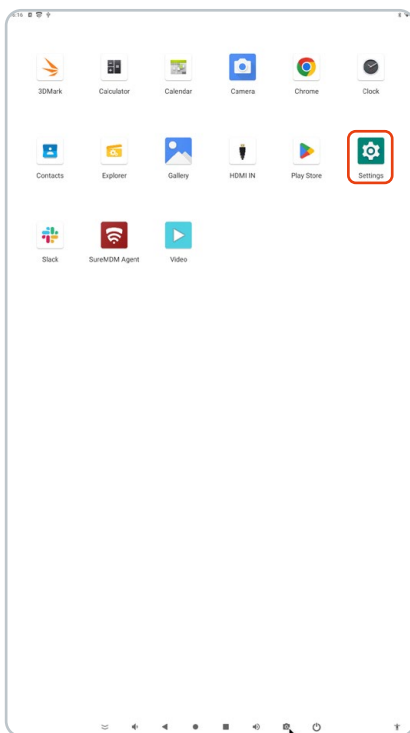 3DMark Calculator Calendar Camera Chrome Clock
Contacts Explorer Gallery HDMI IN Play Store Settings
Slack SureMDM Agent Video